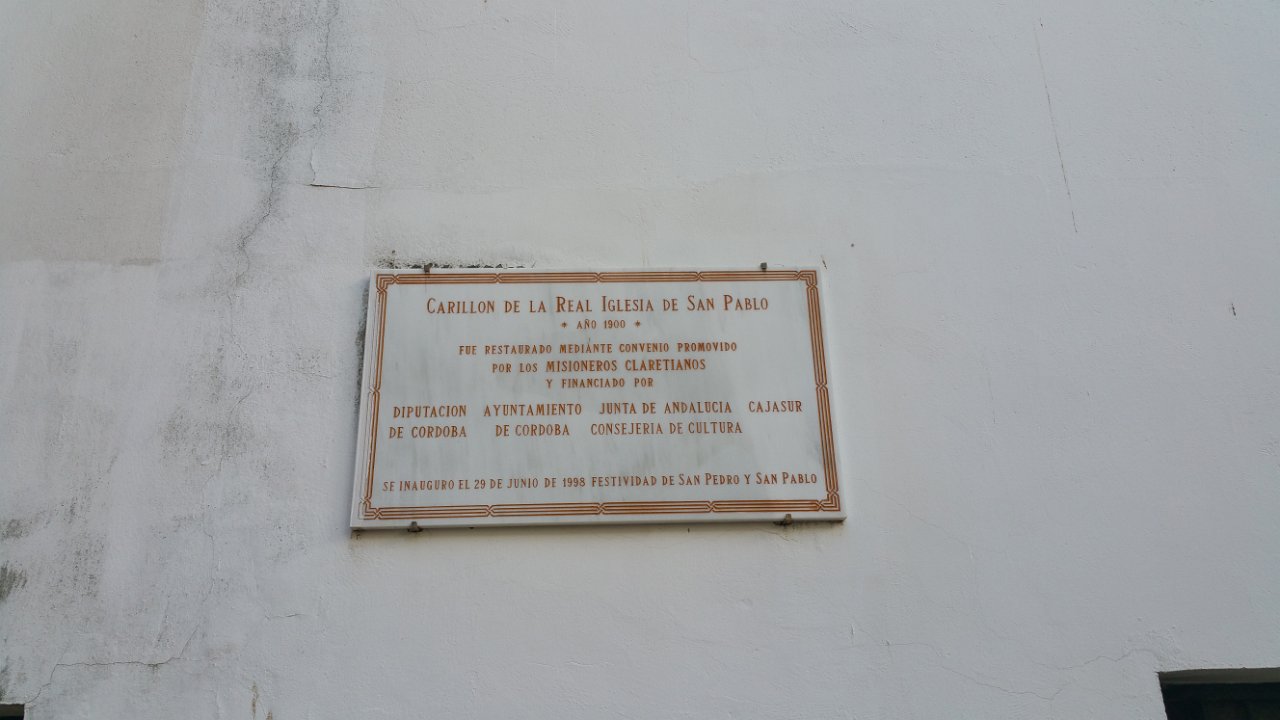 CARILLON DE LA REAL IGLESIA DE SAN PABLO
* AÑO 1900 *
FUE RESTAURADO MEDIANTE CONVENIO PROMOVIDO
POR LOS MISIONEROS CLARETIANOS
Y FINANCIADO POR
DIPUTACION AYUNTAMIENTO JUNTA DE ANDALUCIA CAJASUR
DE CORDOBA DE CORDOBA CONSEJERIA DE CULTURA
SE INAUGURO EL 29 DE JUNIO DE 1998 FESTIVIDAD DE SAN PEDRO Y SAN PABLO